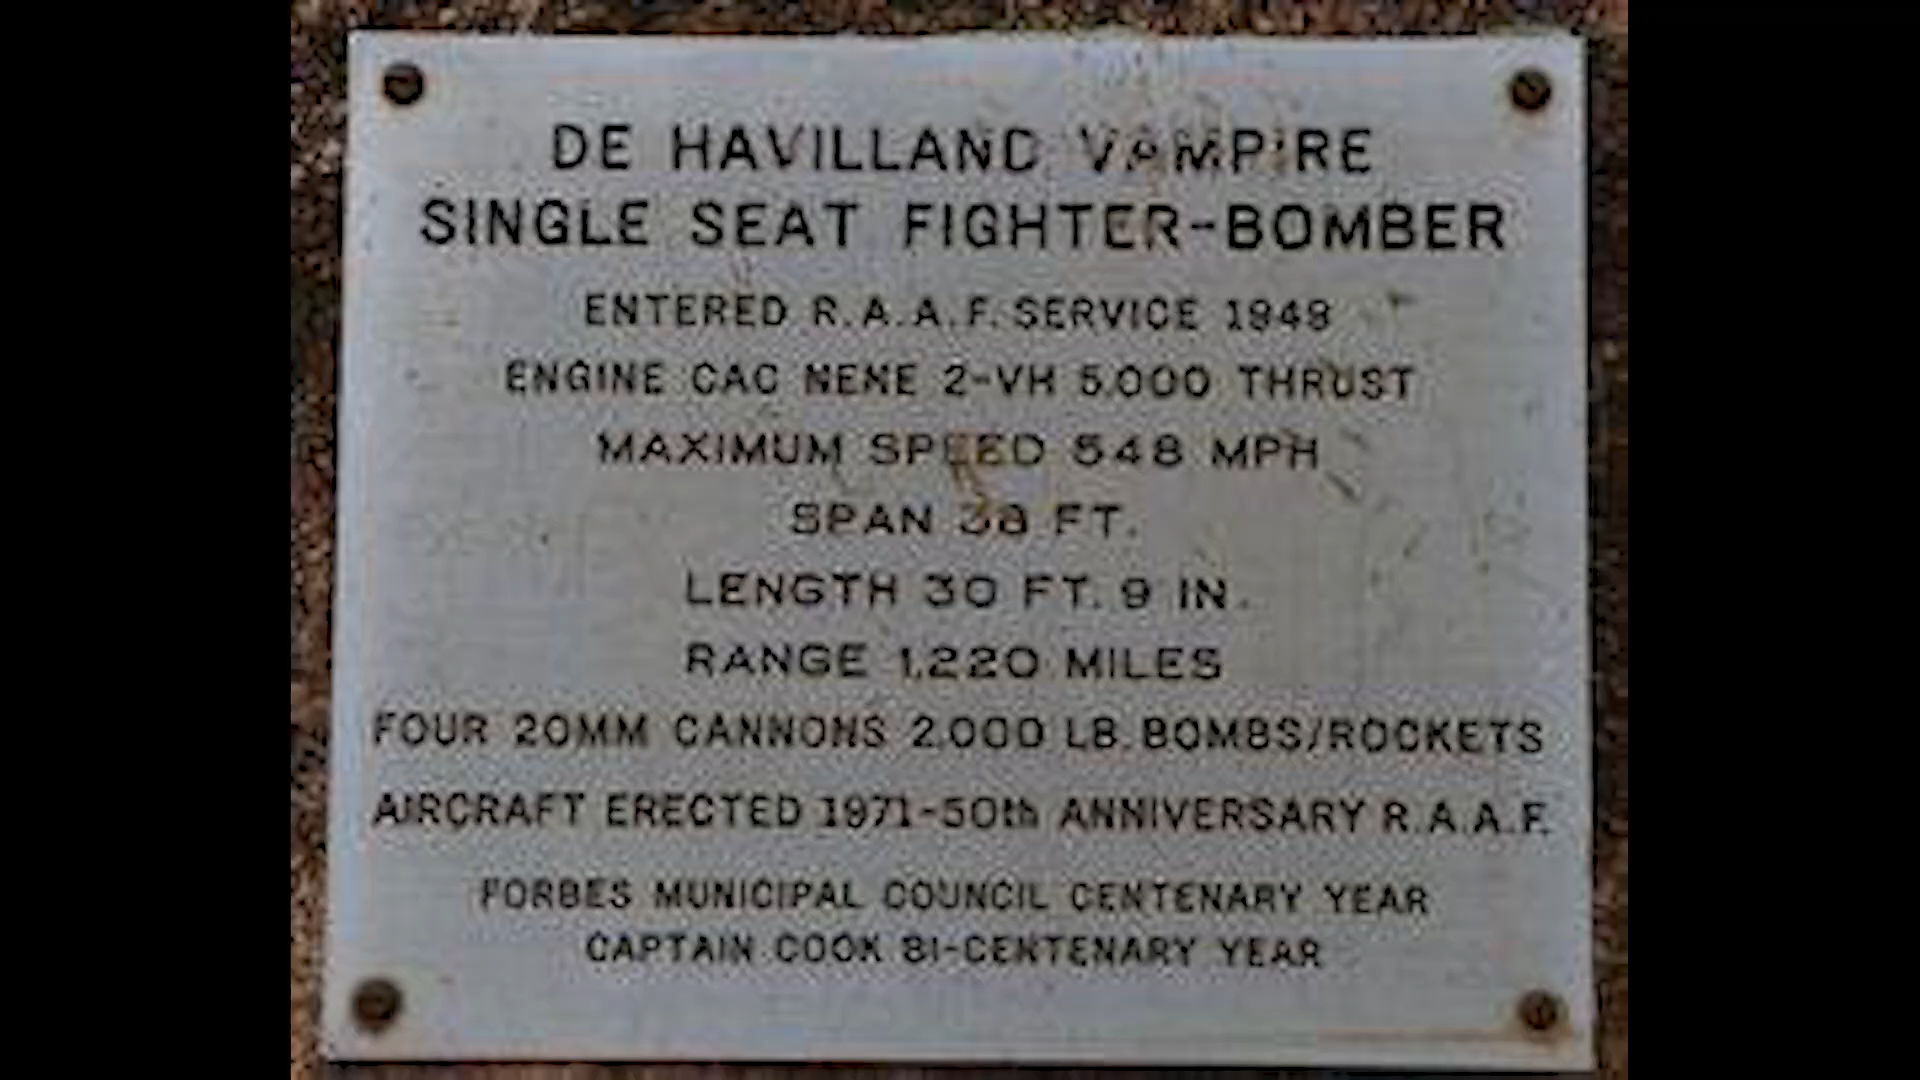 DE HAVILLAND VAMPIRE
SINGLE SEAT FIGHTER-BOMBER
ENTERED R.A.A.F. SERVICE 1949
ENGINE CAC NENE 2-VH 5,000 THRUST
MAXIMUM SPEED 548 MPH
SPAN 38 FT.
LENGTH 30 FT. 9 IN.
RANGE 1,220 MILES
FOUR 20MM CANNONS 2,000 LB. BOMBS/ROCKETS
AIRCRAFT ERECTED 1971-50th ANNIVERSARY R.A.A.F.
FORBES MUNICIPAL COUNCIL CENTENARY YEAR
CAPTAIN COOK BI-CENTENARY YEAR